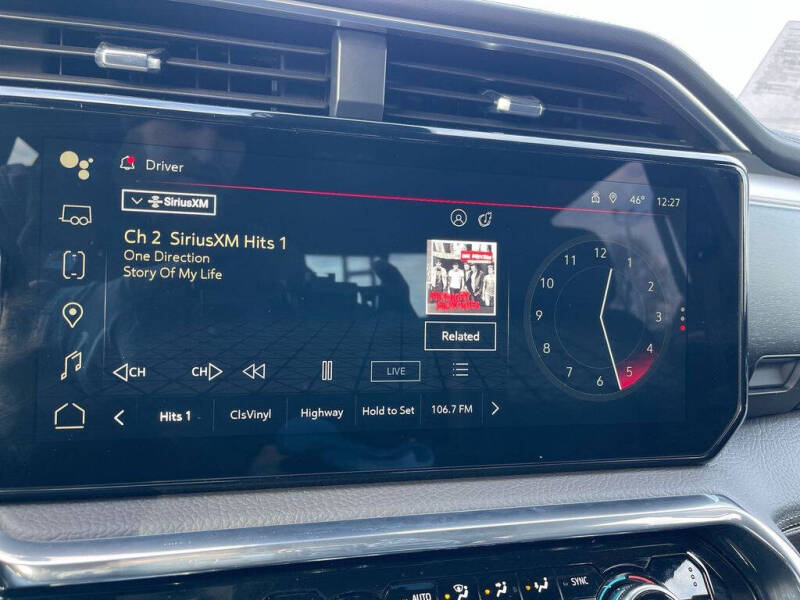 Driver
SiriusXM
46° 12:27
Ch 2 SiriusXM Hits 1
One Direction
Story Of My Life
Related
12
1
2
3
4
5
6
7
8
9
10
11
CH CH LIVE
Hits 1 ClsVinyl Highway Hold to Set 106.7 FM
AUTO SYNC